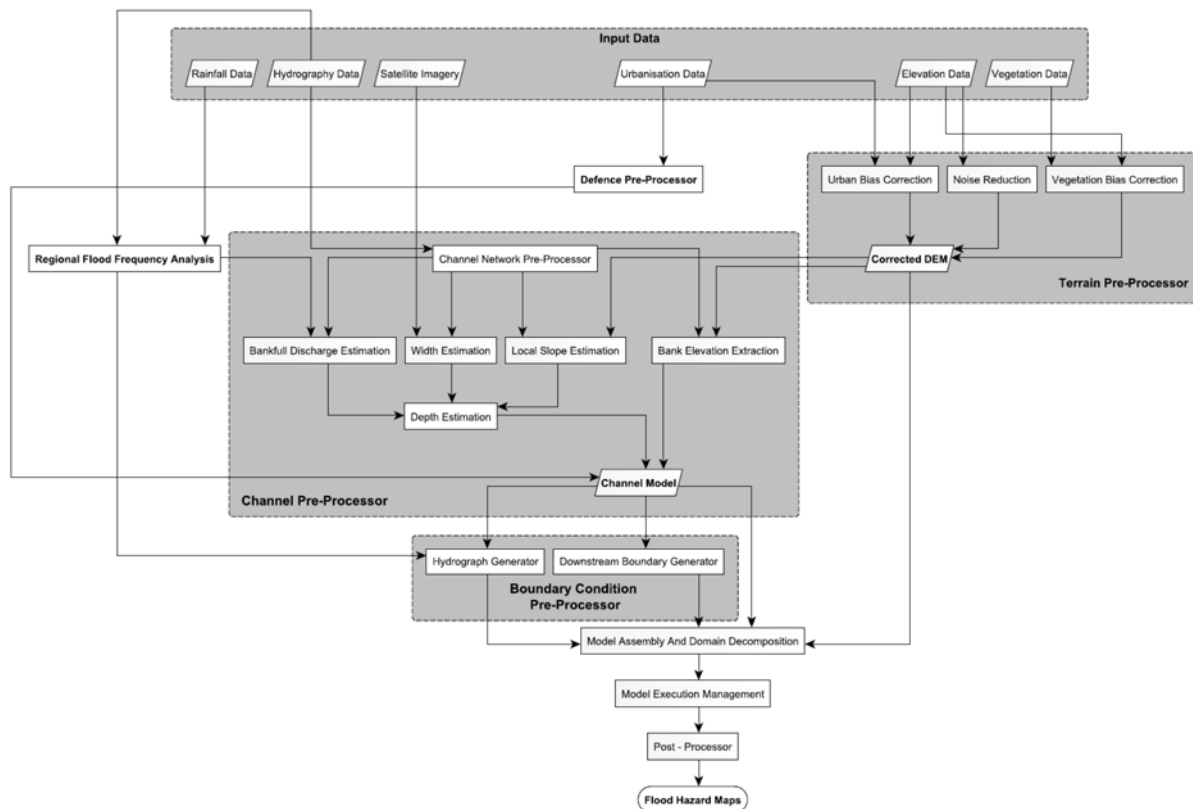 Input Data
Rainfall Data
Hydrography Data
Satellite Imagery
Urbanisation Data
Elevation Data
Vegetation Data
Defence Pre-Processor
Urban Bias Correction
Noise Reduction
Vegetation Bias Correction
Regional Flood Frequency Analysis
Channel Network Pre-Processor
Corrected DEM
Terrain Pre-Processor
Bankfull Discharge Estimation
Width Estimation
Local Slope Estimation
Bank Elevation Extraction
Depth Estimation
Channel Model
Channel Pre-Processor
Hydrograph Generator
Downstream Boundary Generator
Boundary Condition
Pre-Processor
Model Assembly And Domain Decomposition
Model Execution Management
Post - Processor
Flood Hazard Maps